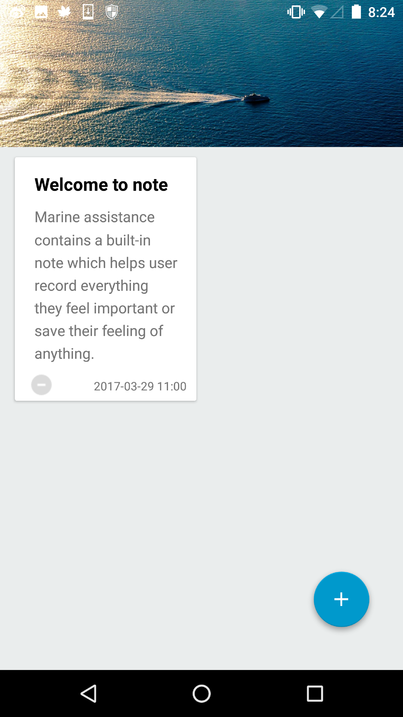 8:24
Welcome to note
Marine assistance
contains a built-in
note which helps user
record everything
they feel important or
save their feeling of
anything.
2017-03-29 11:00